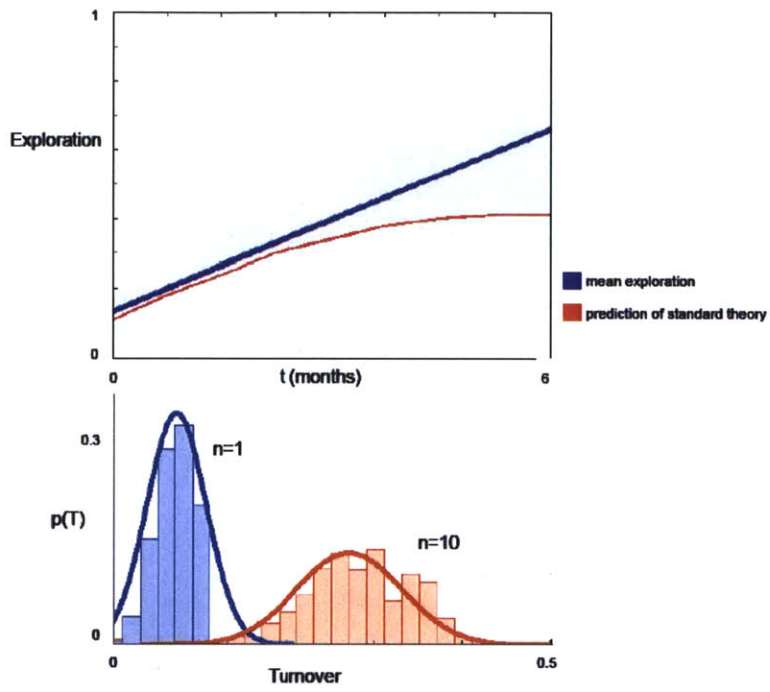 1
Exploration
mean exploration
prediction of standard theory
0
0
t (months)
6
0.3
n=1
p(T)
n=10
0
0
Turnover
0.5